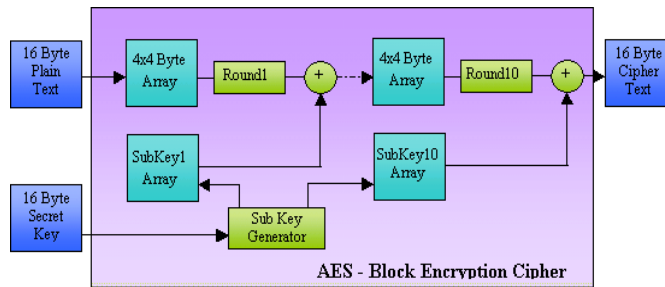 16 Byte
Plain
Text
4x4 Byte
Array
Round1
+
4x4 Byte
Array
Round10
+
16 Byte
Cipher
Text
SubKey1
Array
SubKey10
Array
16 Byte
Secret
Key
Sub Key
Generator
AES - Block Encryption Cipher